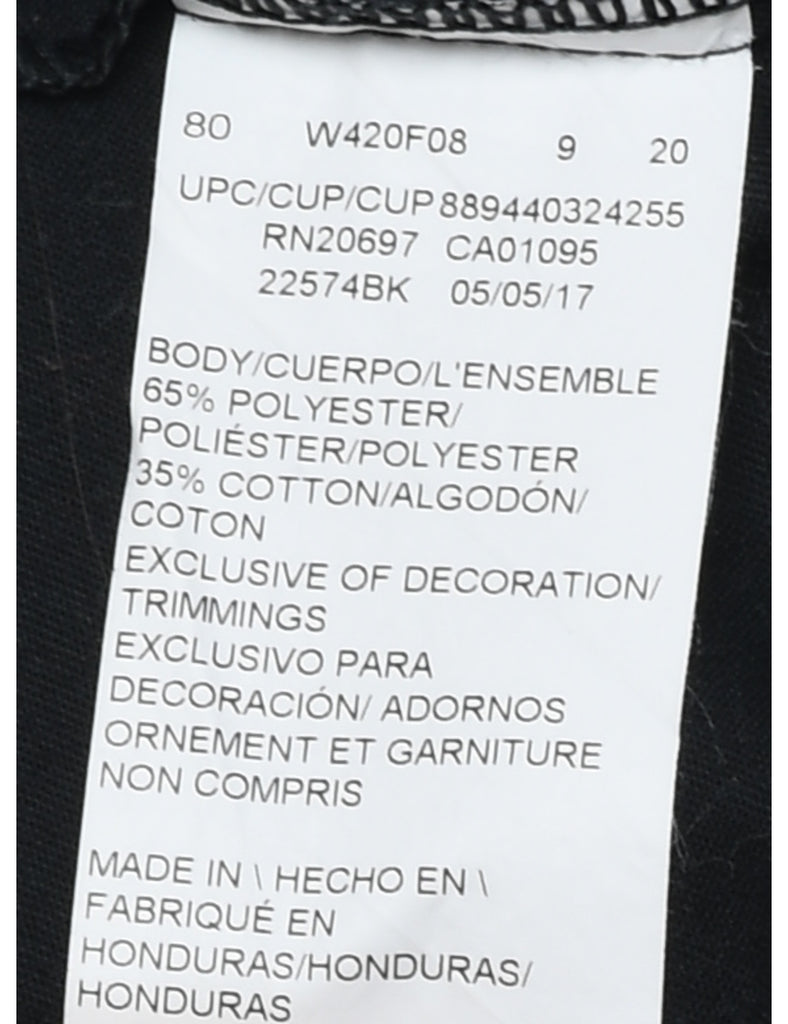 80 W420F08 9 20
UPC/CUP/CUP 889440324255
RN20697 CA01095
22574BK 05/05/17
BODY/CUERPO/L'ENSEMBLE
65% POLYESTER/
POLIÉSTER/POLYESTER
35% COTTON/ALGODÓN/
COTON
EXCLUSIVE OF DECORATION/
TRIMMINGS
EXCLUSIVO PARA
DECORACIÓN/ ADORNOS
ORNEMENT ET GARNITURE
NON COMPRIS
MADE IN \ HECHO EN \
FABRIQUÉ EN
HONDURAS/HONDURAS/
HONDURAS